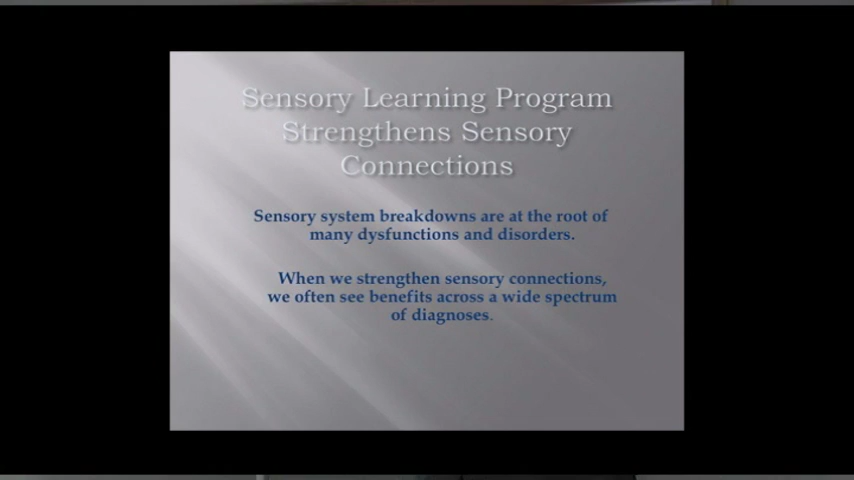 Sensory Learning Program
Strengthens Sensory
Connections
Sensory system breakdowns are at the root of
many dysfunctions and disorders.
When we strengthen sensory connections,
we often see benefits across a wide spectrum
of diagnoses.